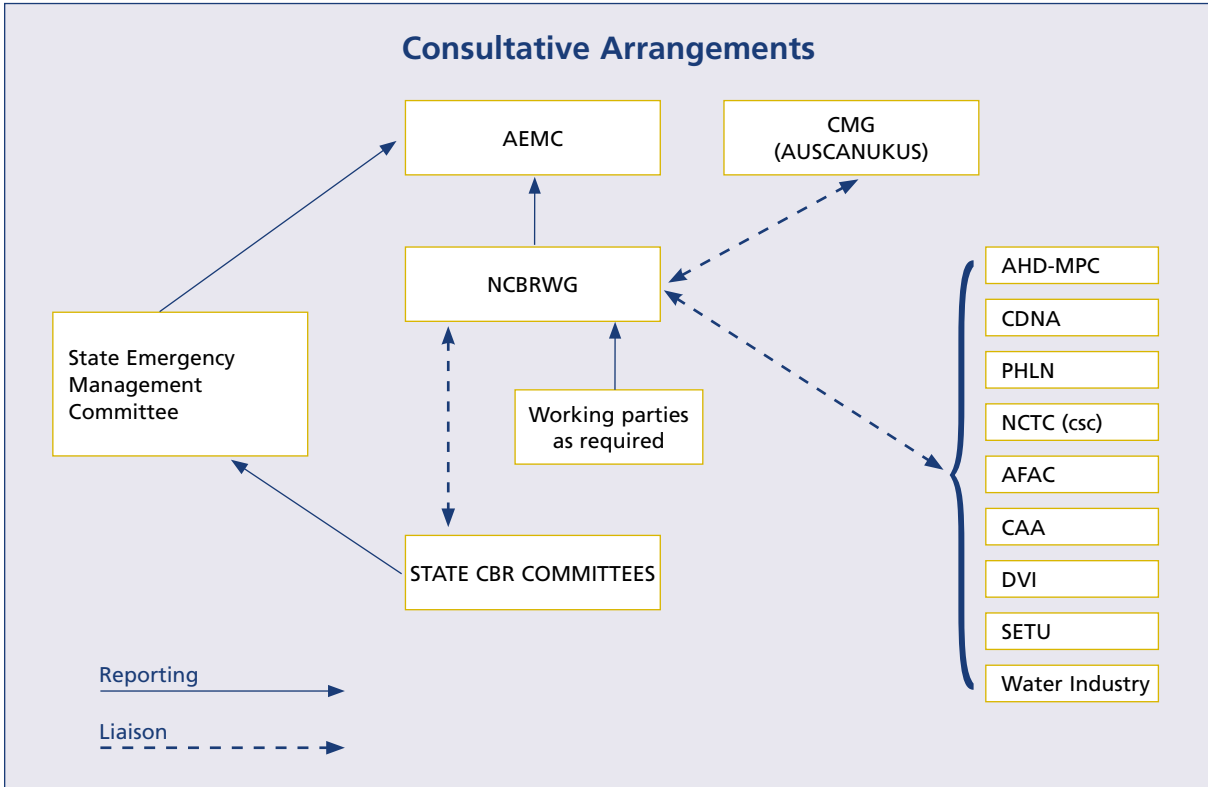 Consultative Arrangements
AEMC
CMG
(AUSCANUKUS)
NCBRWG
State Emergency
Management
Committee
Working parties
as required
STATE CBR COMMITTEES
AHD-MPC
CDNA
PHLN
NCTC (csc)
AFAC
CAA
DVI
SETU
Water Industry
Reporting
Liaison